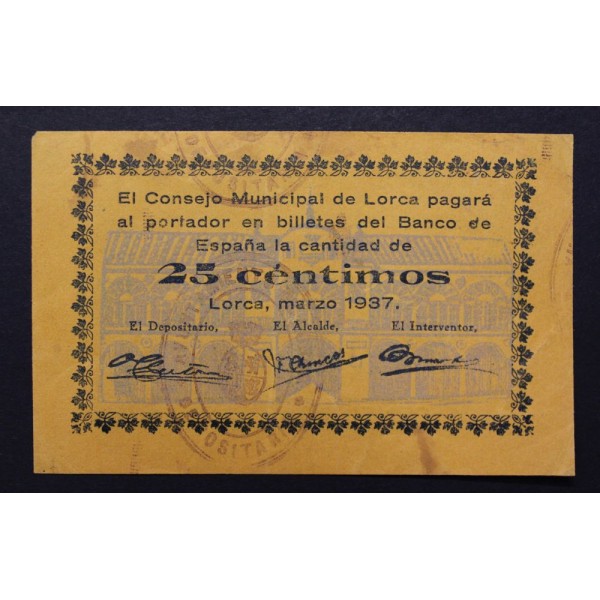 El Consejo Municipal de Lorca pagará
al portador en billetes del Banco de
España la cantidad de
25 céntimos
Lorca, marzo 1937.
El Depositario, El Alcalde, El Interventor,